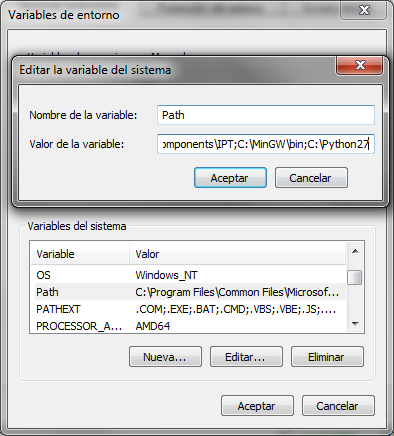 Variables de entorno
Editar la variable del sistema
Nombre de la variable: Path
Valor de la variable: omponents\IPT;C:\MinGW\bin;C:\Python27
Aceptar Cancelar
Variables del sistema
Variable Valor
OS Windows_NT
Path C:\Program Files\Common Files\Microsof...
PATHEXT .COM;.EXE;.BAT;.CMD;.VBS;.VBE;.JS;....
PROCESSOR_A... AMD64
Nueva... Editar... Eliminar
Aceptar Cancelar